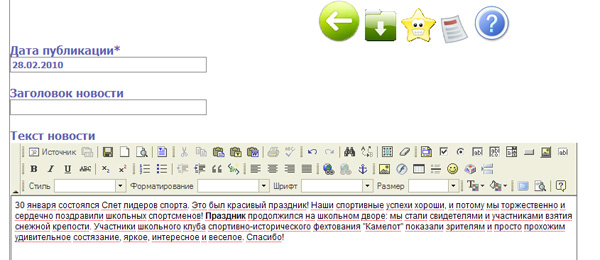 Дата публикации*
28.02.2010
Заголовок новости
Текст новости
Источник
Стиль Форматирование Шрифт Размер
30 января состоялся Слет лидеров спорта. Это был красивый праздник! Наши спортивные успехи хороши, и потому мы торжественно и
сердечно поздравили школьных спортсменов! Праздник продолжился на школьном дворе: мы стали свидетелями и участниками взятия
снежной крепости. Участники школьного клуба спортивно-исторического фехтования "Камелот" показали зрителям и просто прохожим
удивительное состязание, яркое, интересное и веселое. Спасибо!